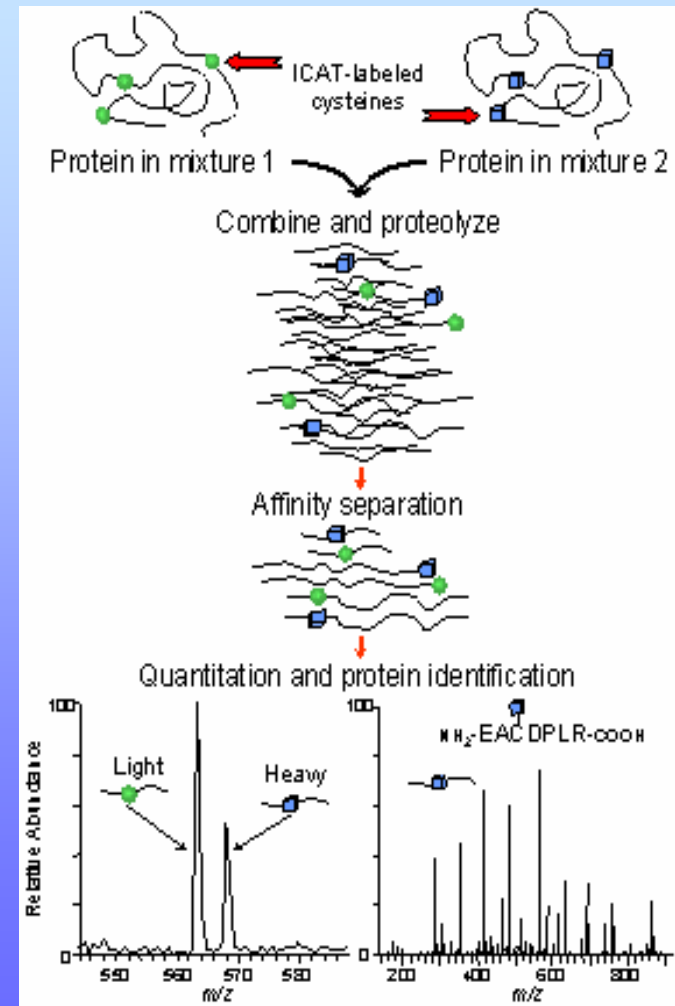 ICAT-labeled
cysteines
Protein in mixture 1
Protein in mixture 2
Combine and proteolyze
Affinity separation
Quantitation and protein identification
100
Light
Heavy
Relative Abundance
0
550 560 570 580
m/z
100
NH₂-EACDPLR-COOH
0
200 400 600 800
m/z